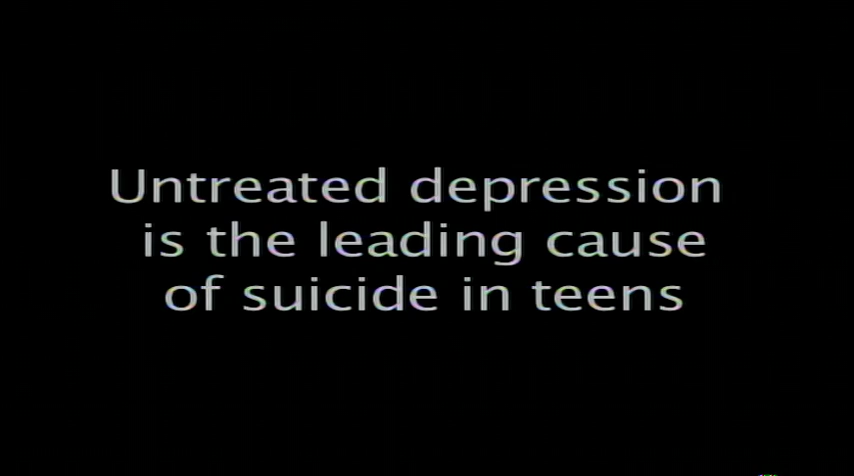 Untreated depression
is the leading cause
of suicide in teens